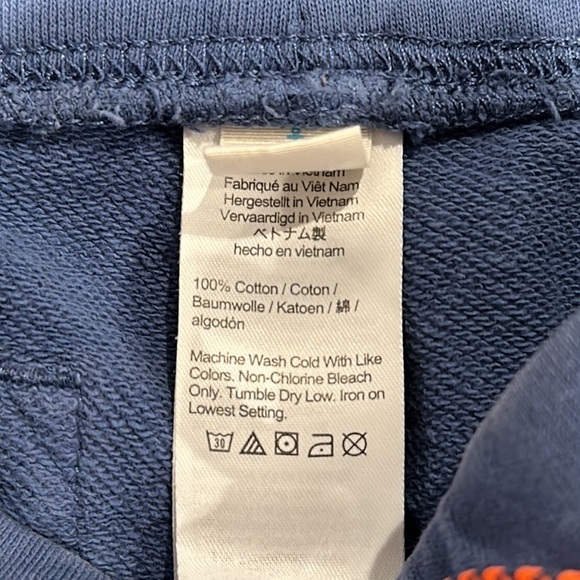 in Vietnam
Fabriqué au Viêt Nam
Hergestellt in Vietnam
Vervaardigd in Vietnam
ベトナム製
hecho en vietnam
100% Cotton / Coton /
Baumwolle / Katoen / 綿 /
algodón
Machine Wash Cold With Like
Colors. Non-Chlorine Bleach
Only. Tumble Dry Low. Iron on
Lowest Setting.
30